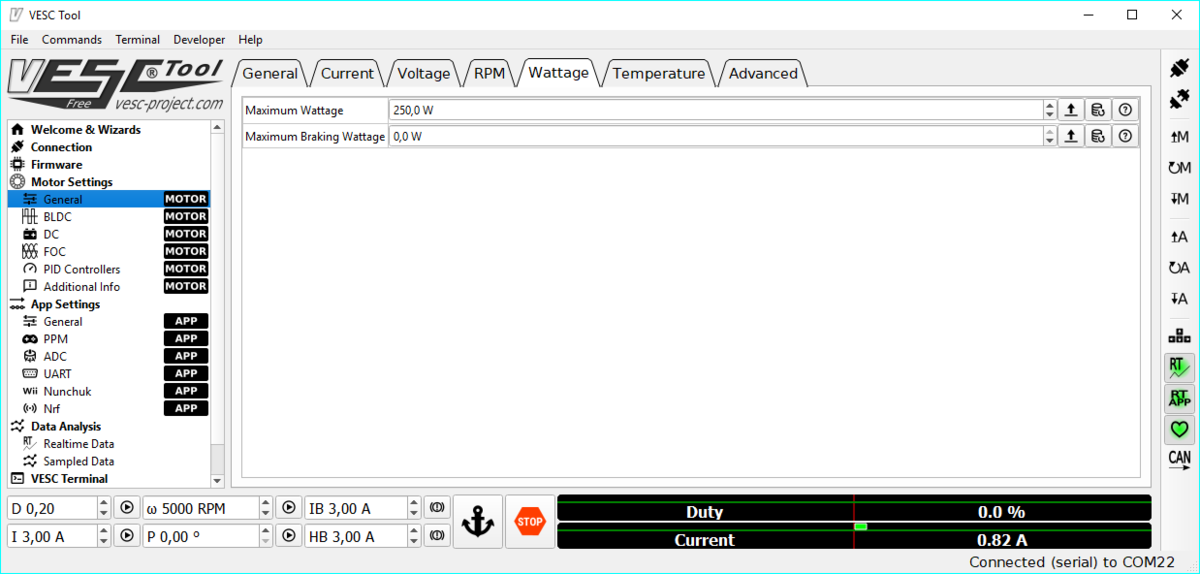 VESC Tool
File Commands Terminal Developer Help
VESC® Tool
Free vesc-project.com
General Current Voltage RPM Wattage Temperature Advanced
Maximum Wattage 250,0 W
Maximum Braking Wattage 0,0 W
Welcome & Wizards
Connection
Firmware
Motor Settings
General MOTOR
BLDC MOTOR
DC MOTOR
FOC MOTOR
PID Controllers MOTOR
Additional Info MOTOR
App Settings
General APP
PPM APP
ADC APP
UART APP
Wii Nunchuk APP
Nrf APP
Data Analysis
RT Realtime Data
Sampled Data
VESC Terminal
M
M
M
A
A
A
RT
RT
APP
CAN
D 0,20 ω 5000 RPM IB 3,00 A
I 3,00 A P 0,00 ° HB 3,00 A
STOP
Duty 0.0 %
Current 0.82 A
Connected (serial) to COM22